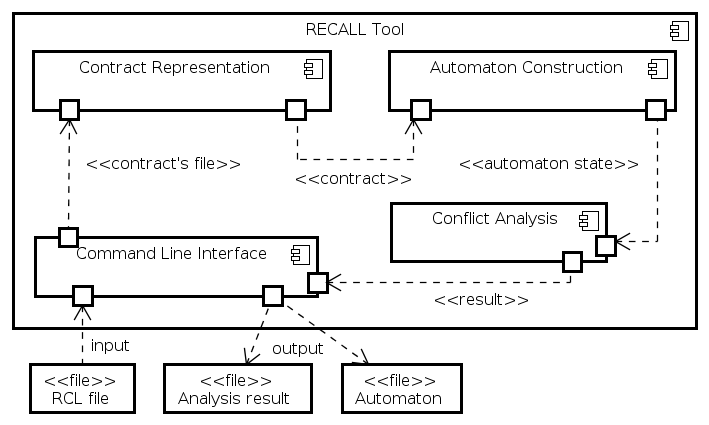 RECALL Tool
Contract Representation
Automaton Construction
<<contract's file>>
<<contract>>
<<automaton state>>
Conflict Analysis
Command Line Interface
<<result>>
input
output
<<file>>
RCL file
<<file>>
Analysis result
<<file>>
Automaton